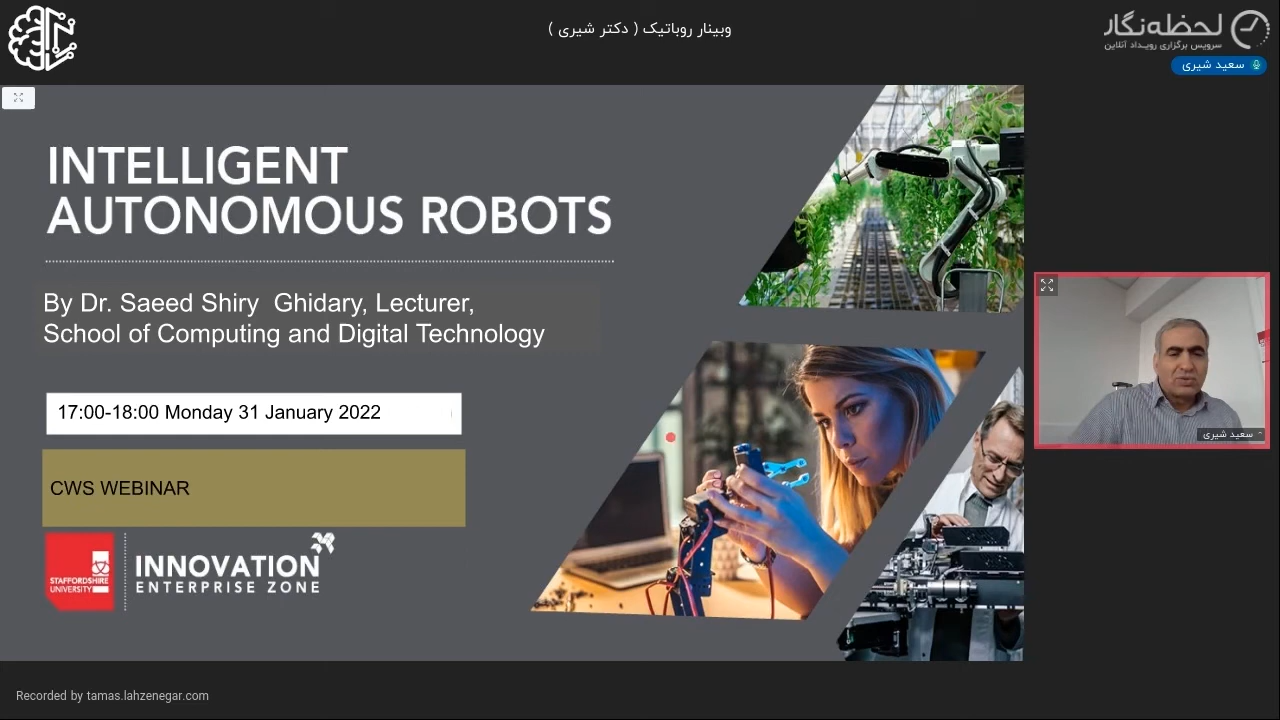 وبینار روباتیک ( دکتر شیری )
لحظه‌نگار
سرویس برگزاری رویـداد آنلاین
سعید شیری
INTELLIGENT
AUTONOMOUS ROBOTS
By Dr. Saeed Shiry Ghidary, Lecturer,
School of Computing and Digital Technology
17:00-18:00 Monday 31 January 2022
CWS WEBINAR
STAFFORDSHIRE
UNIVERSITY
INNOVATION
ENTERPRISE ZONE
سعید شیری
Recorded by tamas.lahzenegar.com